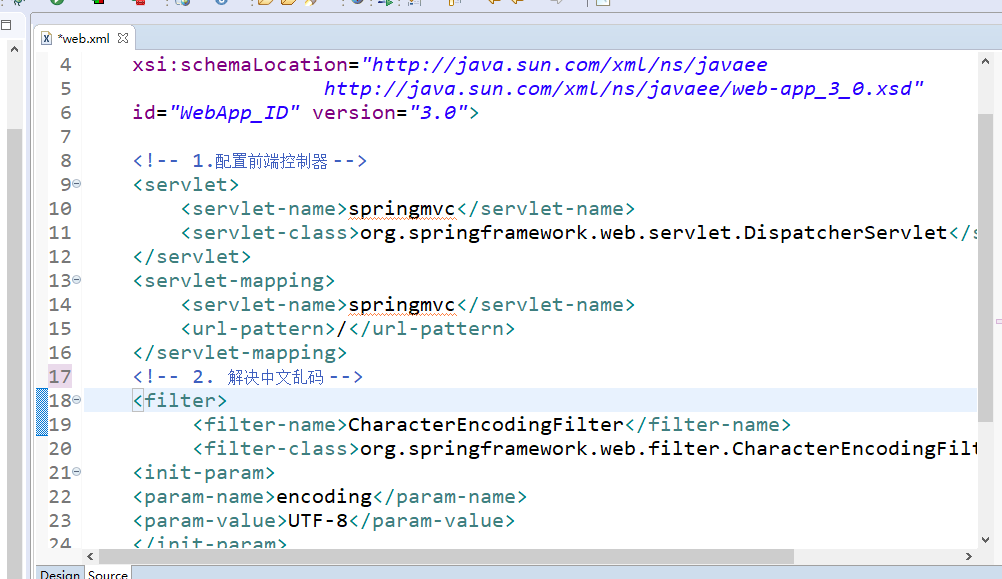 *web.xml
4 xsi:schemaLocation="http://java.sun.com/xml/ns/javaee
5 http://java.sun.com/xml/ns/javaee/web-app_3_0.xsd"
6 id="WebApp_ID" version="3.0">
7
8 <!-- 1.配置前端控制器 -->
9 <servlet>
10 <servlet-name>springmvc</servlet-name>
11 <servlet-class>org.springframework.web.servlet.DispatcherServlet</s
12 </servlet>
13 <servlet-mapping>
14 <servlet-name>springmvc</servlet-name>
15 <url-pattern>/</url-pattern>
16 </servlet-mapping>
17 <!-- 2. 解决中文乱码 -->
18 <filter>
19 <filter-name>CharacterEncodingFilter</filter-name>
20 <filter-class>org.springframework.web.filter.CharacterEncodingFilt
21 <init-param>
22 <param-name>encoding</param-name>
23 <param-value>UTF-8</param-value>
24 </init-param>
Design Source